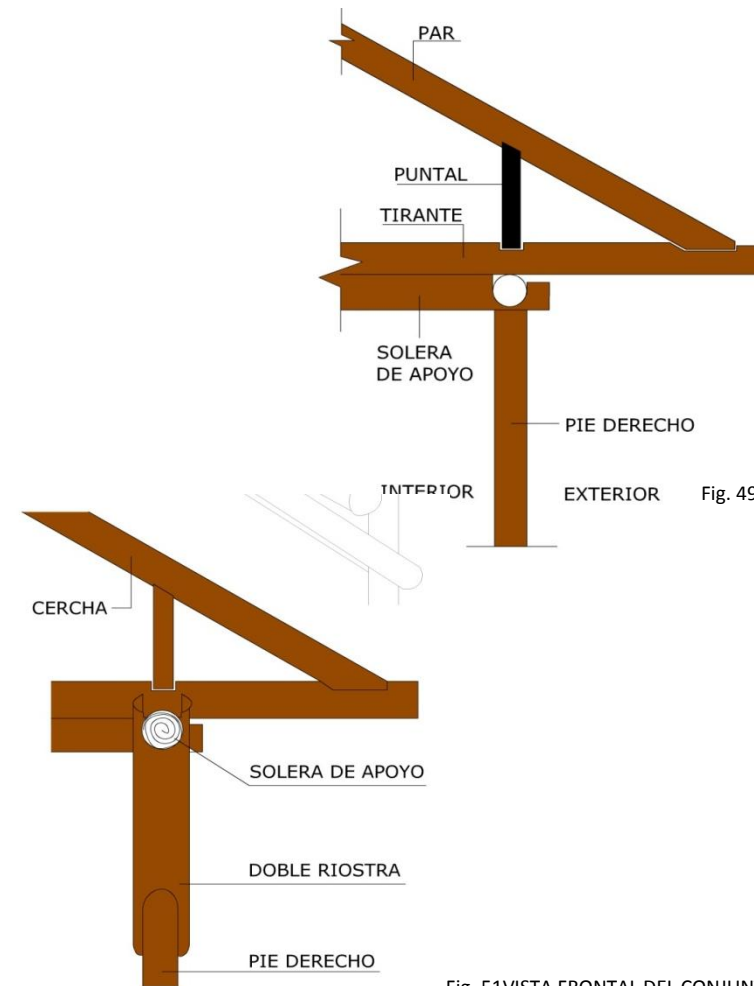 PAR
PUNTAL
TIRANTE
SOLERA
DE APOYO
PIE DERECHO
INTERIOR
EXTERIOR
Fig. 49
CERCHA
SOLERA DE APOYO
DOBLE RIOSTRA
PIE DERECHO
Fig. 51VISTA FRONTAL DEL CONJUN